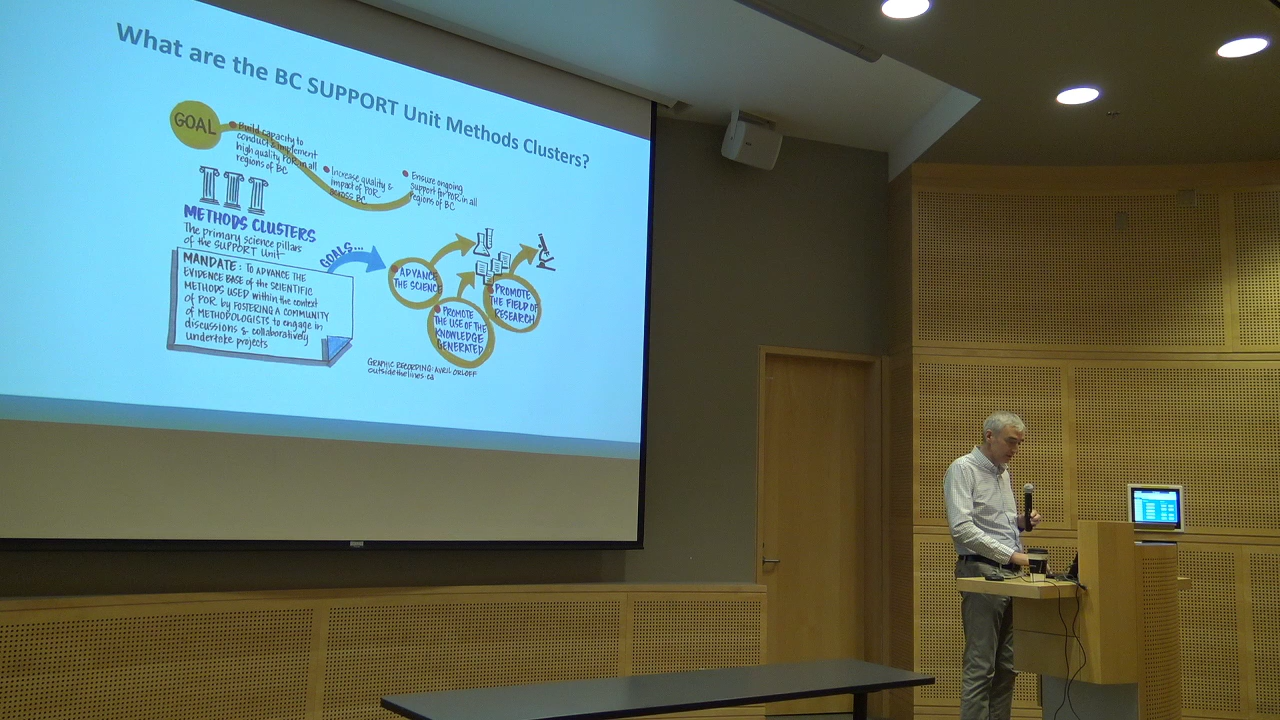 What are the BC SUPPORT Unit Methods Clusters?
GOAL
Build capacity to
conduct & implement
high quality POR in all
regions of BC
Increase quality &
impact of POR
across BC
Ensure ongoing
support for POR in all
regions of BC
METHODS CLUSTERS
The primary science pillars
of the SUPPORT Unit
MANDATE: TO ADVANCE THE
EVIDENCE BASE OF THE SCIENTIFIC
METHODS USED within the context
of POR by FOSTERING A COMMUNITY
of METHODOLOGISTS to engage in
discussions & collaboratively
undertake projects
GOALS...
ADVANCE
THE SCIENCE
PROMOTE
THE USE OF THE
KNOWLEDGE
GENERATED
PROMOTE
THE FIELD OF
RESEARCH
GRAPHIC RECORDING: AVRIL ORLOFF
outsidethelines.ca